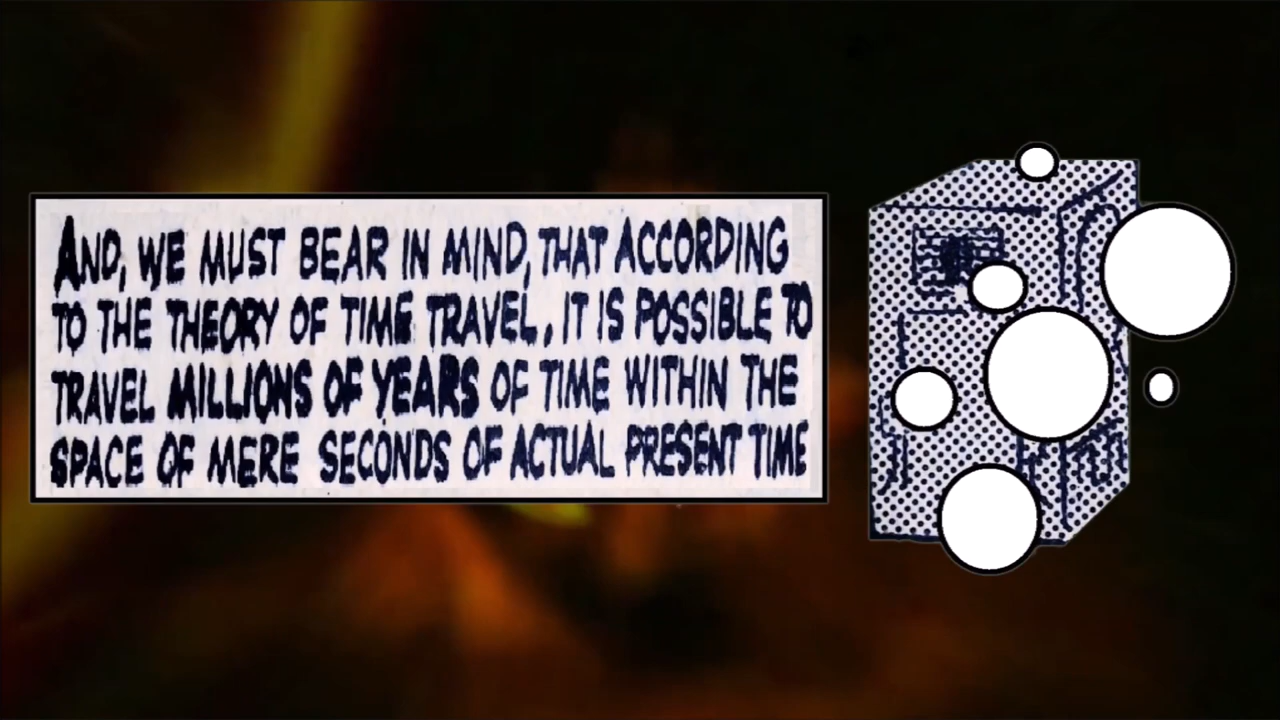 AND, WE MUST BEAR IN MIND, THAT ACCORDING
TO THE THEORY OF TIME TRAVEL, IT IS POSSIBLE TO
TRAVEL MILLIONS OF YEARS OF TIME WITHIN THE
SPACE OF MERE SECONDS OF ACTUAL PRESENT TIME